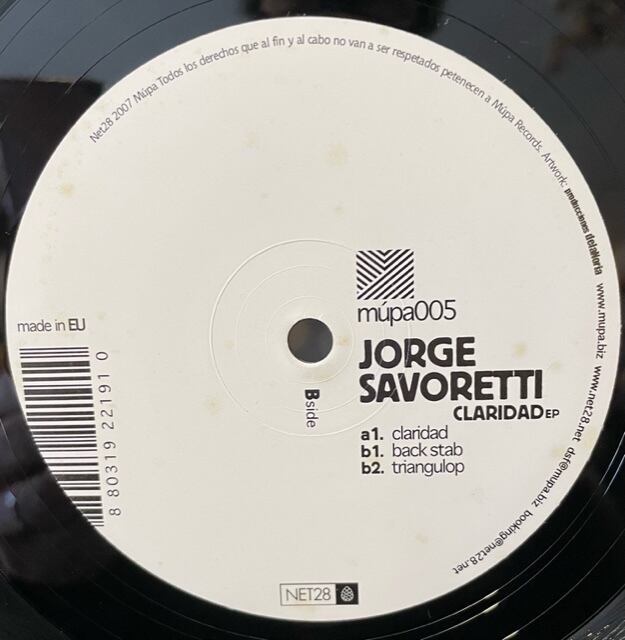 Net28 2007 Múpa Todos los derechos que al fin y al cabo no van a ser respetados petenecen a Múpa Records. Artwork: producciones delaNoria www.mupa.biz www.net28.net dsf@mupa.biz booking@net28.net
múpa005
JORGE
SAVORETTI
CLARIDAD EP
a1. claridad
b1. back stab
b2. triangulop
B side
made in EU
8 80319 22191 0
NET28